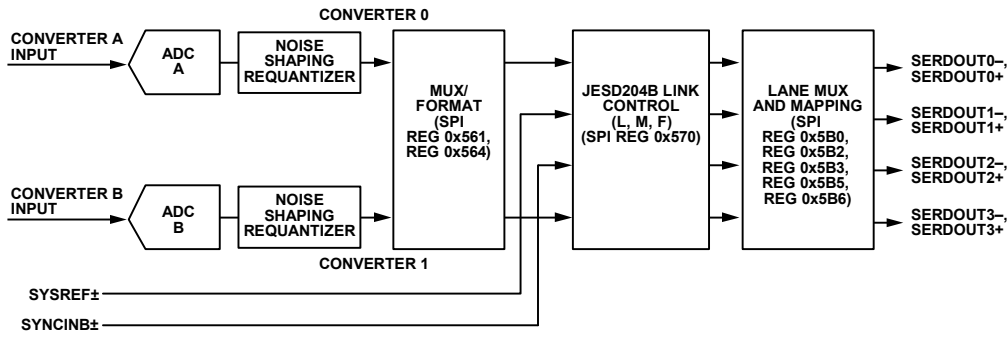 CONVERTER 0
CONVERTER A
INPUT
ADC
A
NOISE
SHAPING
REQUANTIZER
MUX/
FORMAT
(SPI
REG 0x561,
REG 0x564)
JESD204B LINK
CONTROL
(L, M, F)
(SPI REG 0x570)
LANE MUX
AND MAPPING
(SPI
REG 0x5B0,
REG 0x5B2,
REG 0x5B3,
REG 0x5B5,
REG 0x5B6)
SERDOUT0–,
SERDOUT0+
SERDOUT1–,
SERDOUT1+
SERDOUT2–,
SERDOUT2+
SERDOUT3–,
SERDOUT3+
CONVERTER B
INPUT
ADC
B
NOISE
SHAPING
REQUANTIZER
CONVERTER 1
SYSREF±
SYNCINB±